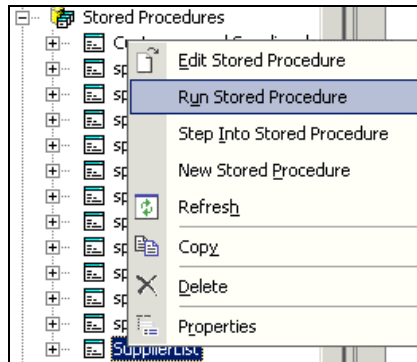 Stored Procedures
Edit Stored Procedure
Run Stored Procedure
Step Into Stored Procedure
New Stored Procedure
Refresh
Copy
Delete
Properties
SupplierList